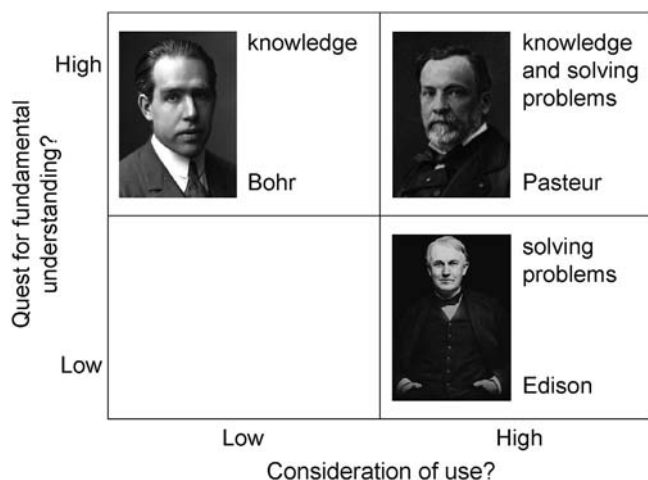 High
knowledge
Bohr
knowledge
and solving
problems
Pasteur
Quest for fundamental
understanding?
Low
solving
problems
Edison
Low
High
Consideration of use?